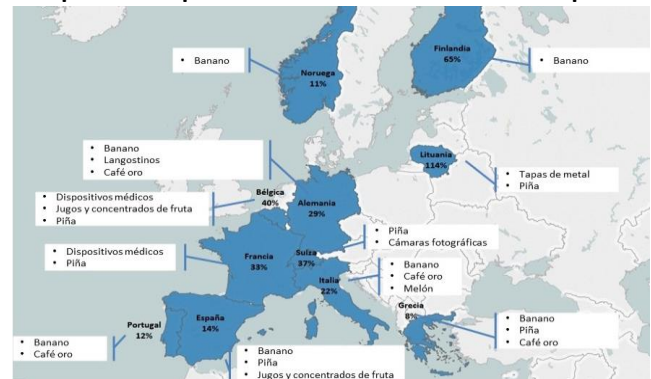 • Banano
Noruega
11%
Finlandia
65%
• Banano
• Banano
• Langostinos
• Café oro
Lituania
114%
• Tapas de metal
• Piña
• Dispositivos médicos
• Jugos y concentrados de fruta
• Piña
Bélgica
40%
Alemania
29%
• Piña
• Cámaras fotográficas
• Dispositivos médicos
• Piña
Francia
33%
Suiza
37%
Italia
22%
• Banano
• Café oro
• Melón
Grecia
8%
• Banano
• Piña
• Café oro
• Banano
• Café oro
Portugal
12%
España
14%
• Banano
• Piña
• Jugos y concentrados de fruta